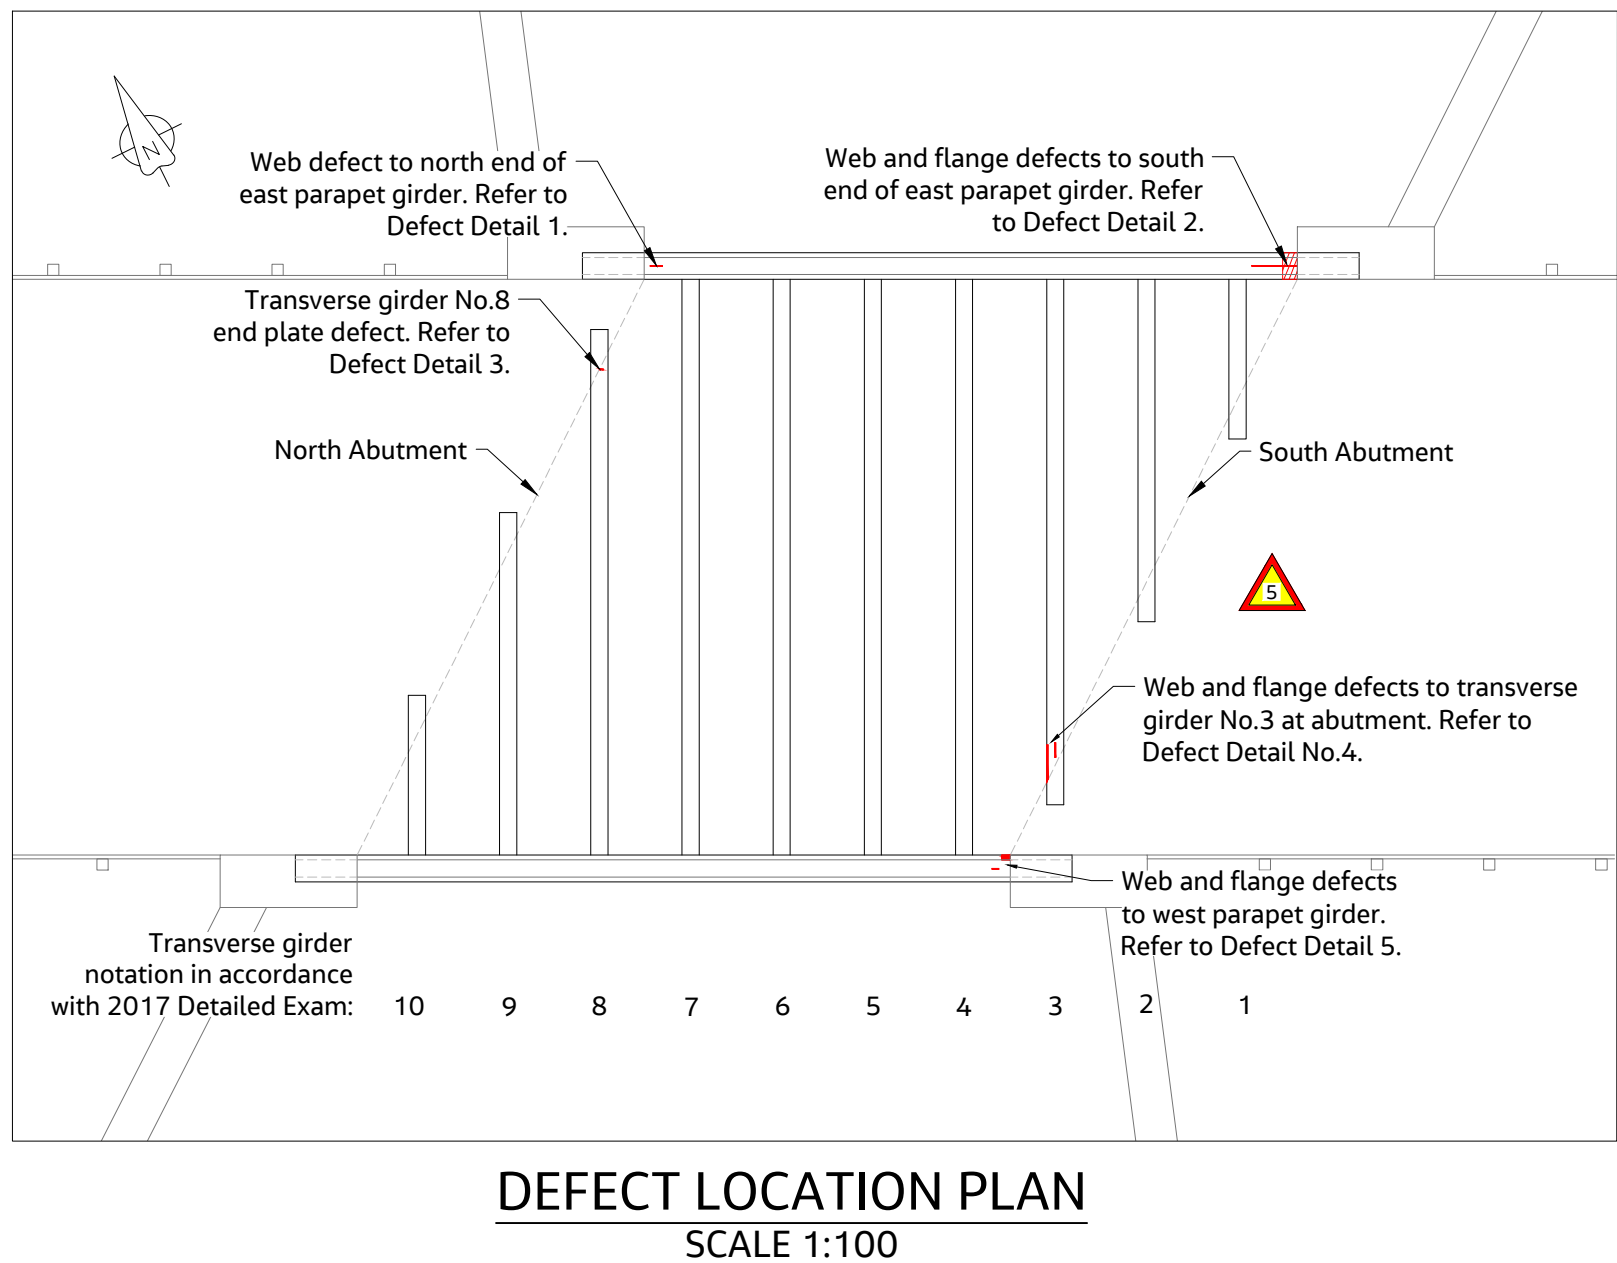 N
Web defect to north end of
east parapet girder. Refer to
Defect Detail 1.
Web and flange defects to south
end of east parapet girder. Refer
to Defect Detail 2.
Transverse girder No.8
end plate defect. Refer to
Defect Detail 3.
North Abutment
South Abutment
5
Web and flange defects to transverse
girder No.3 at abutment. Refer to
Defect Detail No.4.
Web and flange defects
to west parapet girder.
Refer to Defect Detail 5.
Transverse girder
notation in accordance
with 2017 Detailed Exam:
10 9 8 7 6 5 4 3 2 1
DEFECT LOCATION PLAN
SCALE 1:100